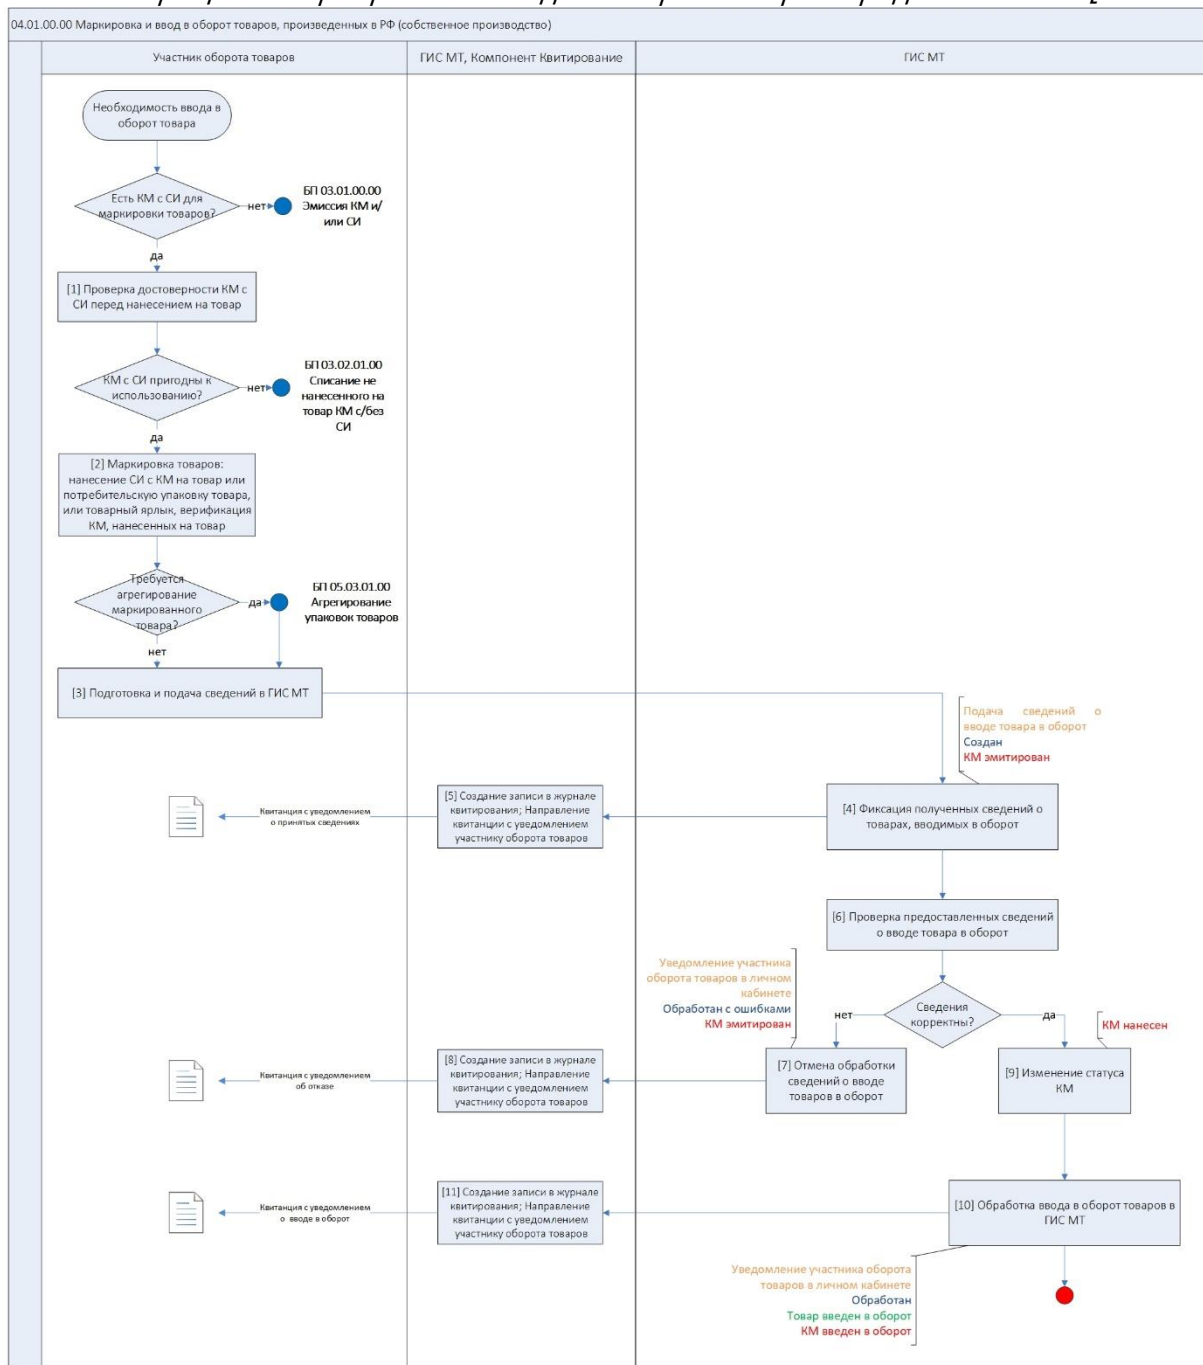 04.01.00.00 Маркировка и ввод в оборот товаров, произведенных в РФ (собственное производство)
Участник оборота товаров
ГИС МТ, Компонент Квитирование
ГИС МТ
Необходимость ввода в
оборот товара
Есть КМ с СИ для
маркировки товаров?
нет
БП 03.01.00.00
Эмиссия КМ и/
или СИ
да
[1] Проверка достоверности КМ с
СИ перед нанесением на товар
КМ с СИ пригодны к
использованию?
нет
БП 03.02.01.00
Списание не
нанесенного на
товар КМ с/без
СИ
да
[2] Маркировка товаров:
нанесение СИ с КМ на товар или
потребительскую упаковку товара,
или товарный ярлык, верификация
КМ, нанесенных на товар
Требуется
агрегирование
маркированного
товара?
да
БП 05.03.01.00
Агрегирование
упаковок товаров
нет
[3] Подготовка и подача сведений в ГИС МТ
Подача сведений о
вводе товара в оборот
Создан
КМ эмитирован
[4] Фиксация полученных сведений о
товарах, вводимых в оборот
[5] Создание записи в журнале
квитирования; Направление
квитанции с уведомлением
участнику оборота товаров
Квитанция с уведомлением
о принятых сведениях
[6] Проверка предоставленных сведений
о вводе товара в оборот
Уведомление участника
оборота товаров в личном
кабинете
Обработан с ошибками
КМ эмитирован
Сведения
корректны?
нет
да
КМ нанесен
[7] Отмена обработки
сведений о вводе
товаров в оборот
[8] Создание записи в журнале
квитирования; Направление
квитанции с уведомлением
участнику оборота товаров
Квитанция с уведомлением
об отказе
[9] Изменение статуса
КМ
[10] Обработка ввода в оборот товаров в
ГИС МТ
[11] Создание записи в журнале
квитирования; Направление
квитанции с уведомлением
участнику оборота товаров
Квитанция с уведомлением
о вводе в оборот
Уведомление участника оборота
товаров в личном кабинете
Обработан
Товар введен в оборот
КМ введен в оборот